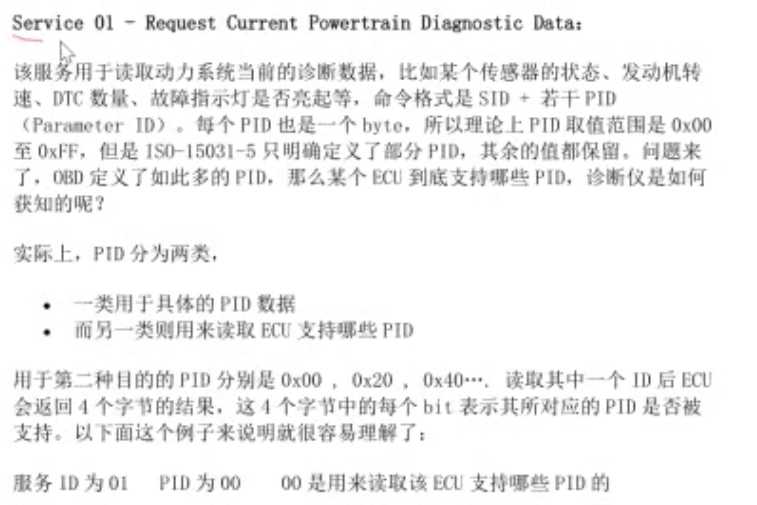 Service 01 - Request Current Powertrain Diagnostic Data:
该服务用于读取动力系统当前的诊断数据，比如某个传感器的状态、发动机转
速、DTC 数量、故障指示灯是否亮起等，命令格式是 SID + 若干 PID
（Parameter ID）。每个 PID 也是一个 byte，所以理论上 PID 取值范围是 0x00
至 0xFF，但是 ISO-15031-5 只明确定义了部分 PID，其余的值都保留。问题来
了，OBD 定义了如此多的 PID，那么某个 ECU 到底支持哪些 PID，诊断仪是如何
获知的呢？
实际上，PID 分为两类，
• 一类用于具体的 PID 数据
• 而另一类则用来读取 ECU 支持哪些 PID
用于第二种目的的 PID 分别是 0x00 , 0x20 , 0x40…. 读取其中一个 ID 后 ECU
会返回 4 个字节的结果，这 4 个字节中的每个 bit 表示其所对应的 PID 是否被
支持。以下面这个例子来说明就很容易理解了：
服务 ID 为 01 PID 为 00 00 是用来读取该 ECU 支持哪些 PID 的